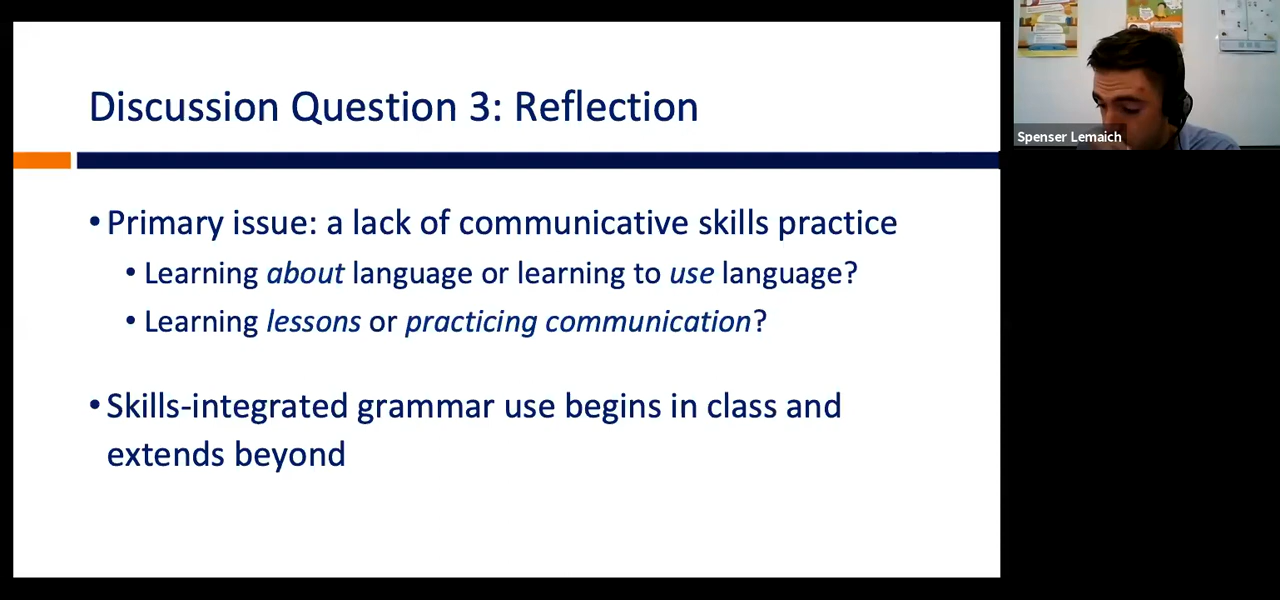 Discussion Question 3: Reflection
• Primary issue: a lack of communicative skills practice
• Learning about language or learning to use language?
• Learning lessons or practicing communication?
• Skills-integrated grammar use begins in class and
extends beyond
Spenser Lemaich